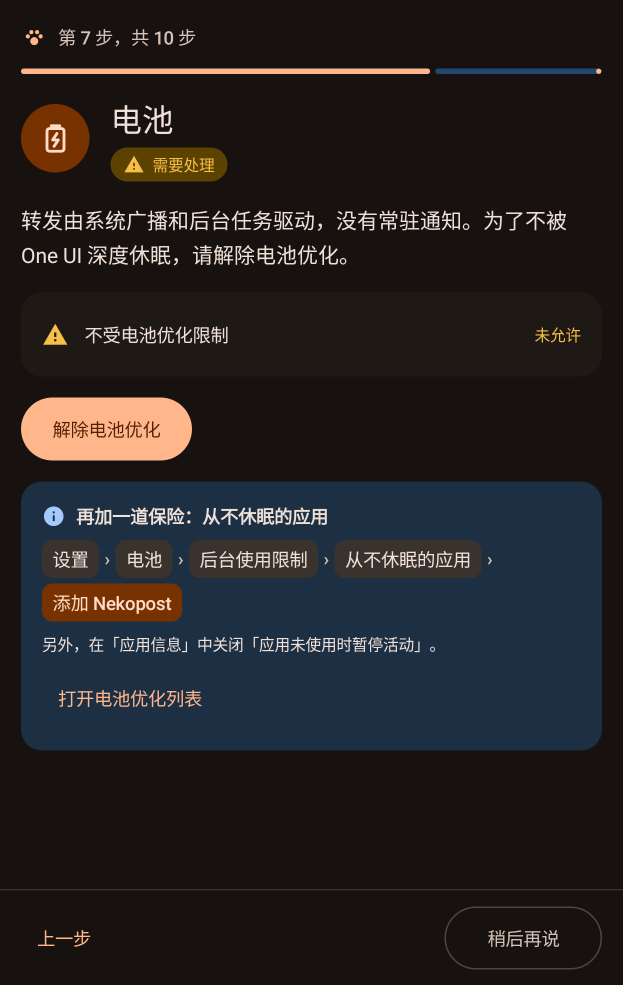 第 7 步，共 10 步
电池
需要处理
转发由系统广播和后台任务驱动，没有常驻通知。为了不被
One UI 深度休眠，请解除电池优化。
不受电池优化限制 未允许
解除电池优化
再加一道保险：从不休眠的应用
设置 › 电池 › 后台使用限制 › 从不休眠的应用 ›
添加 Nekopost
另外，在「应用信息」中关闭「应用未使用时暂停活动」。
打开电池优化列表
上一步 稍后再说